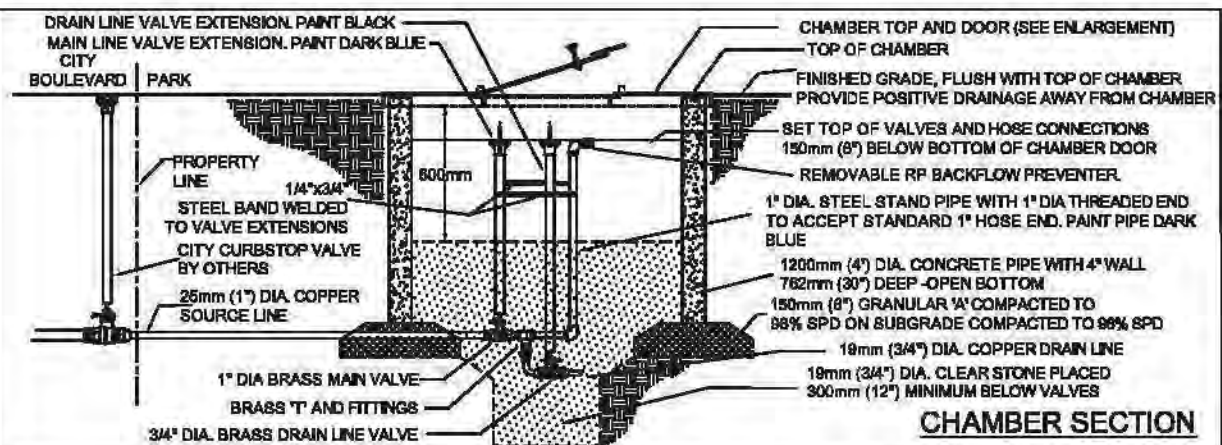 DRAIN LINE VALVE EXTENSION. PAINT BLACK
MAIN LINE VALVE EXTENSION. PAINT DARK BLUE
CITY
BOULEVARD
PARK
PROPERTY
LINE
1/4"x3/4"
STEEL BAND WELDED
TO VALVE EXTENSIONS
CITY CURBSTOP VALVE
BY OTHERS
25mm (1") DIA. COPPER
SOURCE LINE
1" DIA BRASS MAIN VALVE
BRASS 'T' AND FITTINGS
3/4" DIA. BRASS DRAIN LINE VALVE
600mm
CHAMBER TOP AND DOOR (SEE ENLARGEMENT)
TOP OF CHAMBER
FINISHED GRADE, FLUSH WITH TOP OF CHAMBER
PROVIDE POSITIVE DRAINAGE AWAY FROM CHAMBER
SET TOP OF VALVES AND HOSE CONNECTIONS
150mm (6") BELOW BOTTOM OF CHAMBER DOOR
REMOVABLE RP BACKFLOW PREVENTER.
1" DIA. STEEL STAND PIPE WITH 1" DIA THREADED END
TO ACCEPT STANDARD 1" HOSE END. PAINT PIPE DARK
BLUE
1200mm (4') DIA. CONCRETE PIPE WITH 4" WALL
762mm (30") DEEP -OPEN BOTTOM
150mm (6") GRANULAR 'A' COMPACTED TO
98% SPD ON SUBGRADE COMPACTED TO 96% SPD
19mm (3/4") DIA. COPPER DRAIN LINE
19mm (3/4") DIA. CLEAR STONE PLACED
300mm (12") MINIMUM BELOW VALVES
CHAMBER SECTION